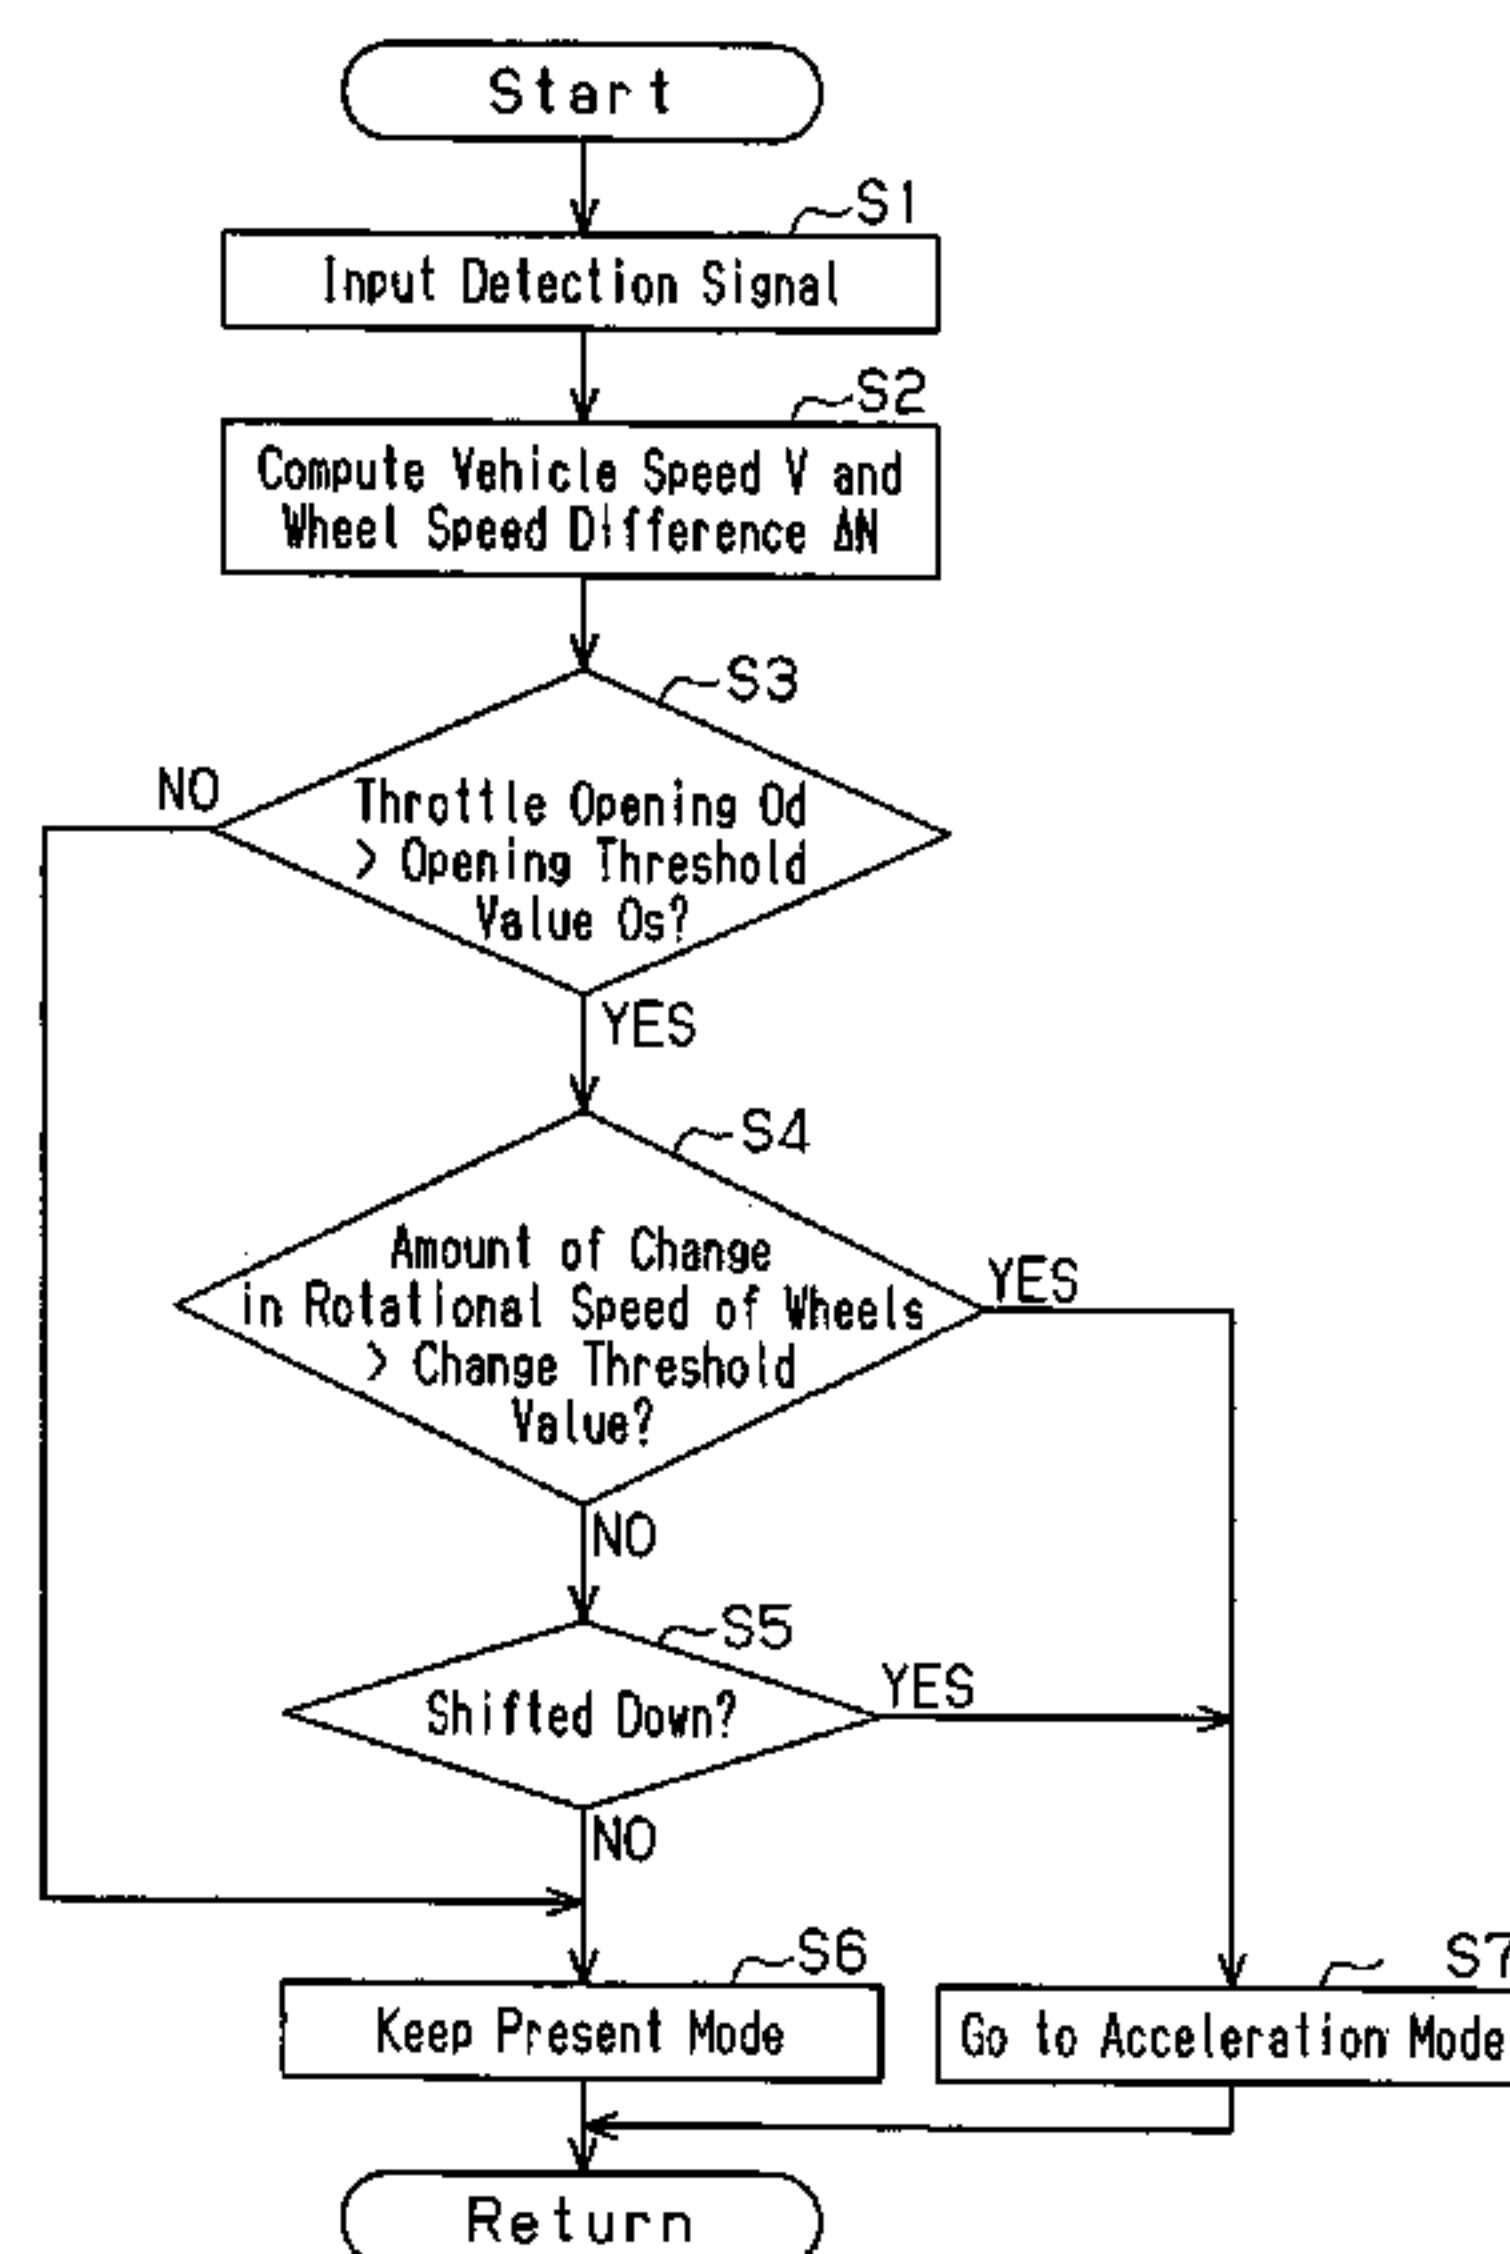 Start
S1
Input Detection Signal
S2
Compute Vehicle Speed V and
Wheel Speed Difference ΔN
S3
NO
Throttle Opening Od
> Opening Threshold
Value Os?
YES
S4
Amount of Change
in Rotational Speed of Wheels
> Change Threshold
Value?
YES
NO
S5
Shifted Down?
YES
NO
S6
Keep Present Mode
S7
Go to Acceleration Mode
Return